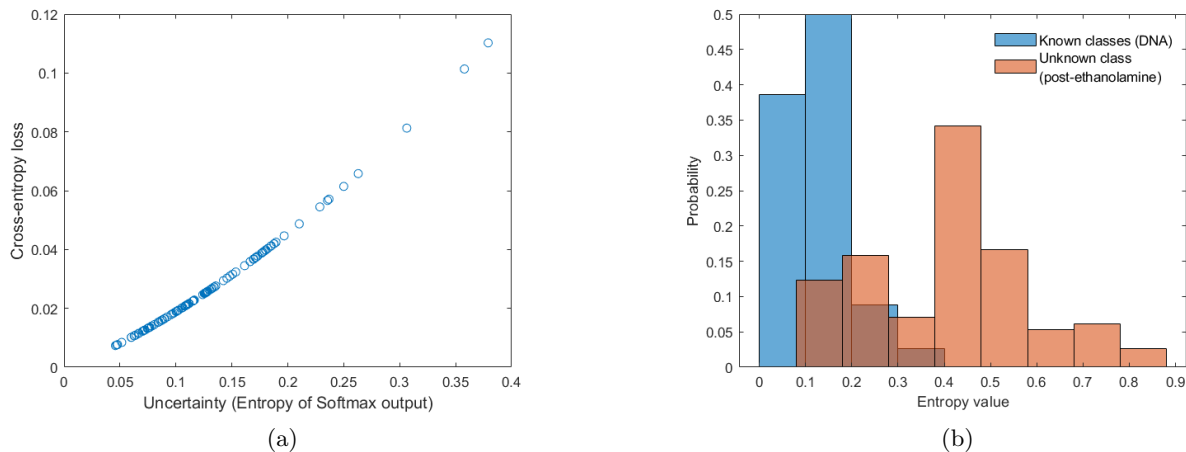 0.12
0.1
0.08
0.06
0.04
0.02
0
0 0.05 0.1 0.15 0.2 0.25 0.3 0.35 0.4
Cross-entropy loss
Uncertainty (Entropy of Softmax output)
(a)
0.5
0.45
0.4
0.35
0.3
0.25
0.2
0.15
0.1
0.05
0
0 0.1 0.2 0.3 0.4 0.5 0.6 0.7 0.8 0.9
Probability
Entropy value
Known classes (DNA)
Unknown class
(post-ethanolamine)
(b)